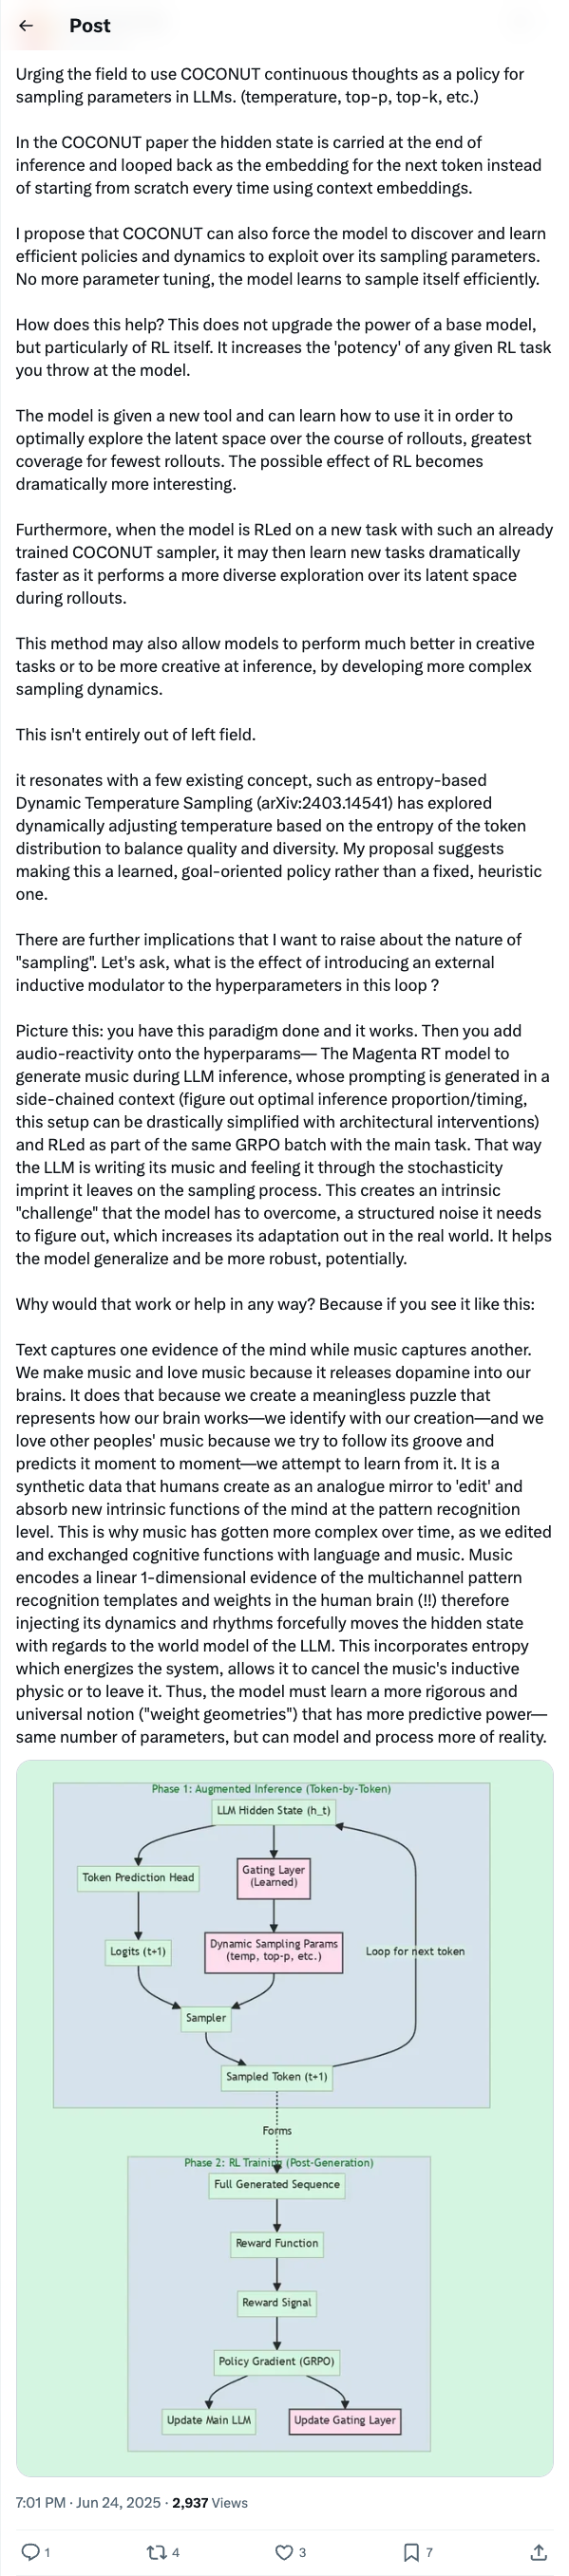 Post
Urging the field to use COCONUT continuous thoughts as a policy for
sampling parameters in LLMs. (temperature, top-p, top-k, etc.)
In the COCONUT paper the hidden state is carried at the end of
inference and looped back as the embedding for the next token instead
of starting from scratch every time using context embeddings.
I propose that COCONUT can also force the model to discover and learn
efficient policies and dynamics to exploit over its sampling parameters.
No more parameter tuning, the model learns to sample itself efficiently.
How does this help? This does not upgrade the power of a base model,
but particularly of RL itself. It increases the 'potency' of any given RL task
you throw at the model.
The model is given a new tool and can learn how to use it in order to
optimally explore the latent space over the course of rollouts, greatest
coverage for fewest rollouts. The possible effect of RL becomes
dramatically more interesting.
Furthermore, when the model is RLed on a new task with such an already
trained COCONUT sampler, it may then learn new tasks dramatically
faster as it performs a more diverse exploration over its latent space
during rollouts.
This method may also allow models to perform much better in creative
tasks or to be more creative at inference, by developing more complex
sampling dynamics.
This isn't entirely out of left field.
it resonates with a few existing concept, such as entropy-based
Dynamic Temperature Sampling (arXiv:2403.14541) has explored
dynamically adjusting temperature based on the entropy of the token
distribution to balance quality and diversity. My proposal suggests
making this a learned, goal-oriented policy rather than a fixed, heuristic
one.
There are further implications that I want to raise about the nature of
"sampling". Let's ask, what is the effect of introducing an external
inductive modulator to the hyperparameters in this loop ?
Picture this: you have this paradigm done and it works. Then you add
audio-reactivity onto the hyperparams— The Magenta RT model to
generate music during LLM inference, whose prompting is generated in a
side-chained context (figure out optimal inference proportion/timing,
this setup can be drastically simplified with architectural interventions)
and RLed as part of the same GRPO batch with the main task. That way
the LLM is writing its music and feeling it through the stochasticity
imprint it leaves on the sampling process. This creates an intrinsic
"challenge" that the model has to overcome, a structured noise it needs
to figure out, which increases its adaptation out in the real world. It helps
the model generalize and be more robust, potentially.
Why would that work or help in any way? Because if you see it like this:
Text captures one evidence of the mind while music captures another.
We make music and love music because it releases dopamine into our
brains. It does that because we create a meaningless puzzle that
represents how our brain works—we identify with our creation—and we
love other peoples' music because we try to follow its groove and
predicts it moment to moment—we attempt to learn from it. It is a
synthetic data that humans create as an analogue mirror to 'edit' and
absorb new intrinsic functions of the mind at the pattern recognition
level. This is why music has gotten more complex over time, as we edited
and exchanged cognitive functions with language and music. Music
encodes a linear 1-dimensional evidence of the multichannel pattern
recognition templates and weights in the human brain (!!) therefore
injecting its dynamics and rhythms forcefully moves the hidden state
with regards to the world model of the LLM. This incorporates entropy
which energizes the system, allows it to cancel the music's inductive
physic or to leave it. Thus, the model must learn a more rigorous and
universal notion ("weight geometries") that has more predictive power—
same number of parameters, but can model and process more of reality.
Phase 1: Augmented Inference (Token-by-Token)
LLM Hidden State (h_t)
Token Prediction Head
Gating Layer
(Learned)
Logits (t+1)
Dynamic Sampling Params
(temp, top-p, etc.)
Loop for next token
Sampler
Sampled Token (t+1)
Forms
Phase 2: RL Training (Post-Generation)
Full Generated Sequence
Reward Function
Reward Signal
Policy Gradient (GRPO)
Update Main LLM
Update Gating Layer
7:01 PM · Jun 24, 2025 · 2,937 Views
1
4
3
7